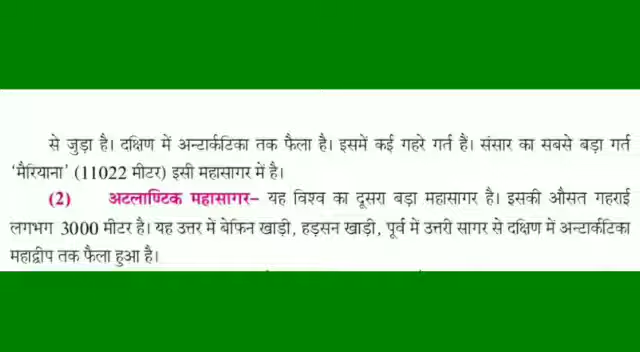 से जुड़ा है। दक्षिण में अन्टार्कटिका तक फैला है। इसमें कई गहरे गर्त हैं। संसार का सबसे बड़ा गर्त
'मैरियाना' (11022 मीटर) इसी महासागर में है।
(2) अटलाण्टिक महासागर– यह विश्व का दूसरा बड़ा महासागर है। इसकी औसत गहराई
लगभग 3000 मीटर है। यह उत्तर में बेफिन खाड़ी, हड़सन खाड़ी, पूर्व में उत्तरी सागर से दक्षिण में अन्टार्कटिका
महाद्वीप तक फैला हुआ है।